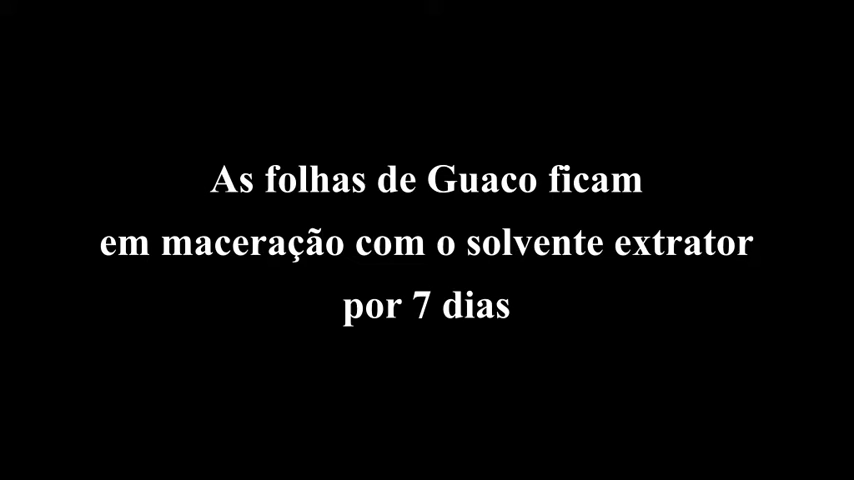 As folhas de Guaco ficam
em maceração com o solvente extrator
por 7 dias